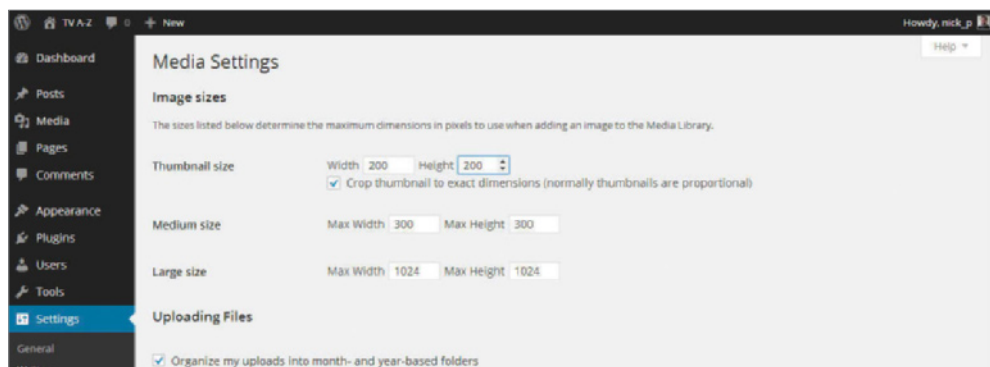 TV A-Z 0 + New Howdy, nick_p
Help
Dashboard
Posts
Media
Pages
Comments
Appearance
Plugins
Users
Tools
Settings
General
Media Settings
Image sizes
The sizes listed below determine the maximum dimensions in pixels to use when adding an image to the Media Library.
Thumbnail size Width 200 Height 200
Crop thumbnail to exact dimensions (normally thumbnails are proportional)
Medium size Max Width 300 Max Height 300
Large size Max Width 1024 Max Height 1024
Uploading Files
Organize my uploads into month- and year-based folders